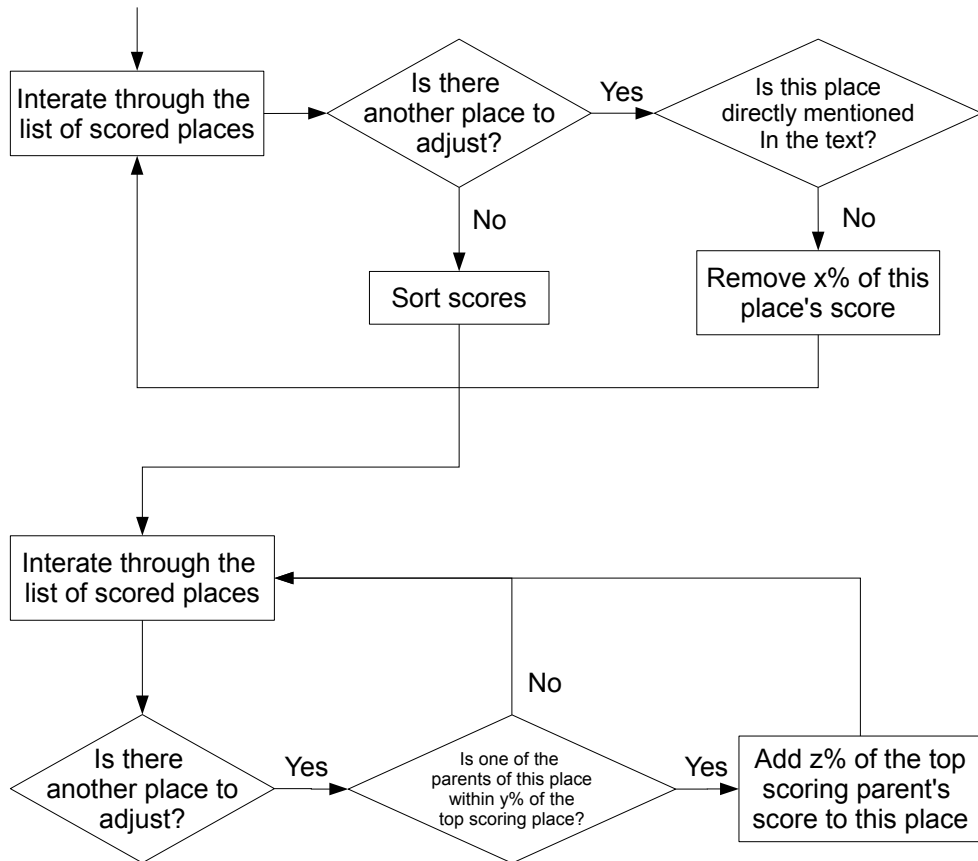 Interate through the
list of scored places
Is there
another place to
adjust?
Yes
Is this place
directly mentioned
In the text?
No
No
Sort scores
Remove x% of this
place's score
Interate through the
list of scored places
No
Is there
another place to
adjust?
Yes
Is one of the
parents of this place
within y% of the
top scoring place?
Yes
Add z% of the top
scoring parent's
score to this place